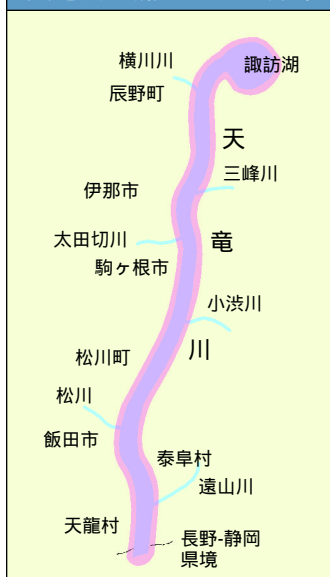 横川川
諏訪湖
辰野町
天
三峰川
伊那市
太田切川
竜
駒ヶ根市
小渋川
川
松川町
松川
飯田市
泰阜村
遠山川
天龍村
長野-静岡
県境